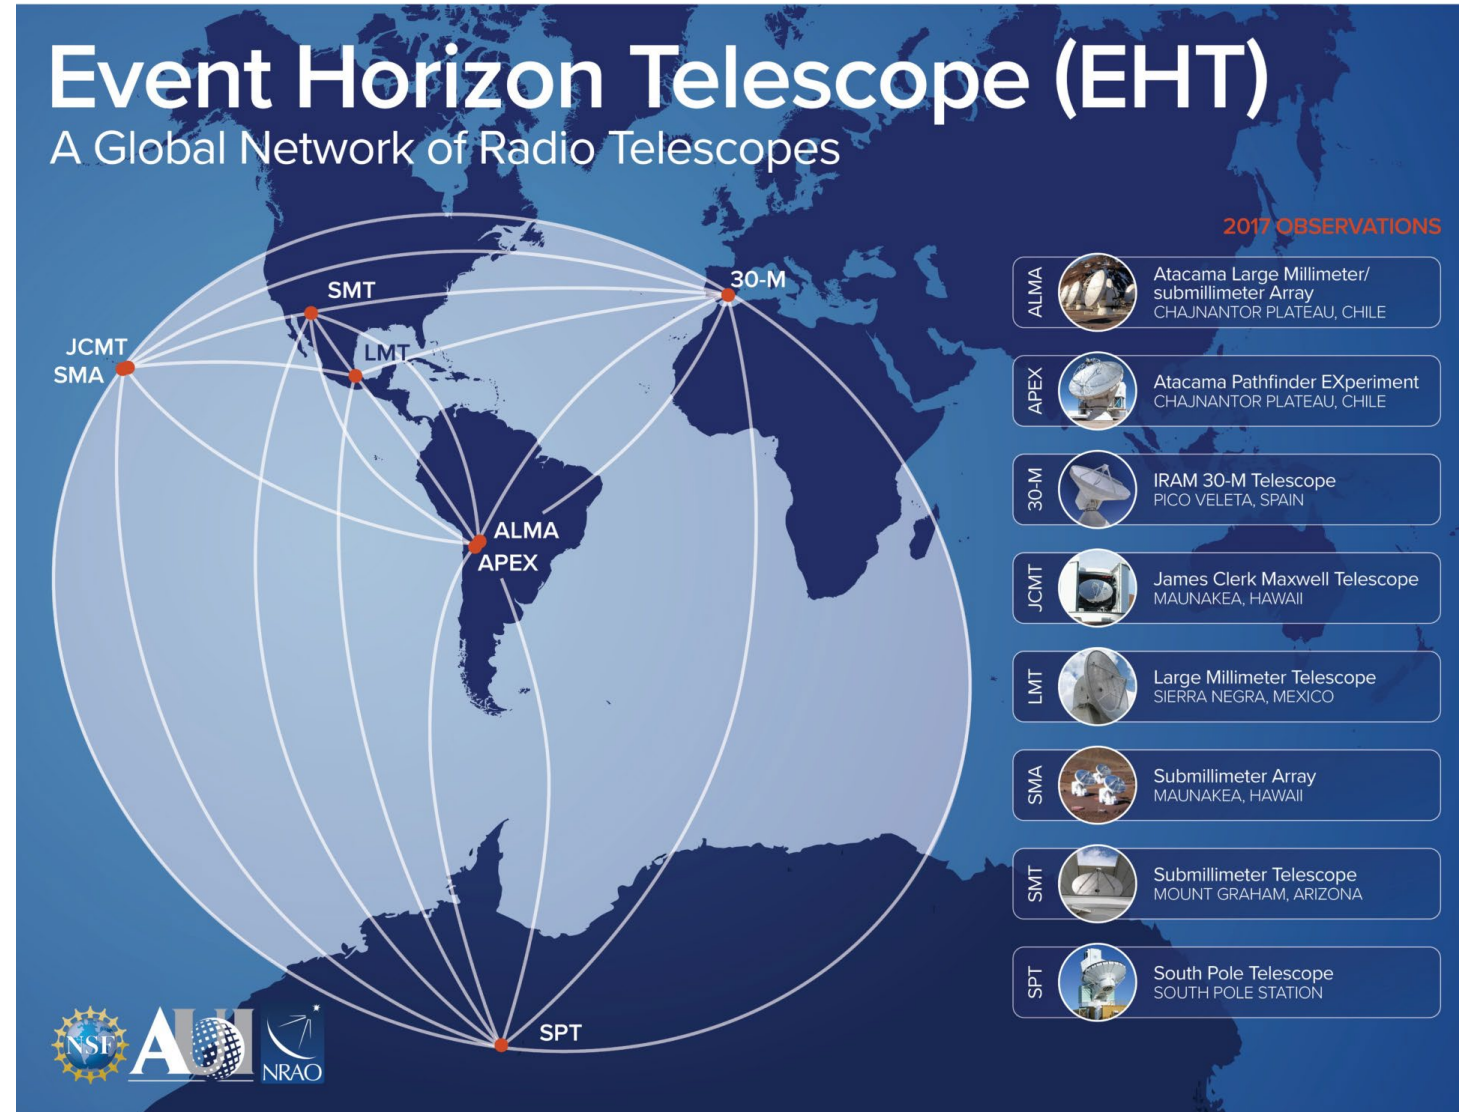 Event Horizon Telescope (EHT)
A Global Network of Radio Telescopes
2017 OBSERVATIONS
30-M
SMT
JCMT
SMA
LMT
ALMA
APEX
SPT
ALMA
Atacama Large Millimeter/
submillimeter Array
CHAJNANTOR PLATEAU, CHILE
APEX
Atacama Pathfinder EXperiment
CHAJNANTOR PLATEAU, CHILE
30-M
IRAM 30-M Telescope
PICO VELETA, SPAIN
JCMT
James Clerk Maxwell Telescope
MAUNAKEA, HAWAII
LMT
Large Millimeter Telescope
SIERRA NEGRA, MEXICO
SMA
Submillimeter Array
MAUNAKEA, HAWAII
SMT
Submillimeter Telescope
MOUNT GRAHAM, ARIZONA
SPT
South Pole Telescope
SOUTH POLE STATION
NSF
AUI
NRAO